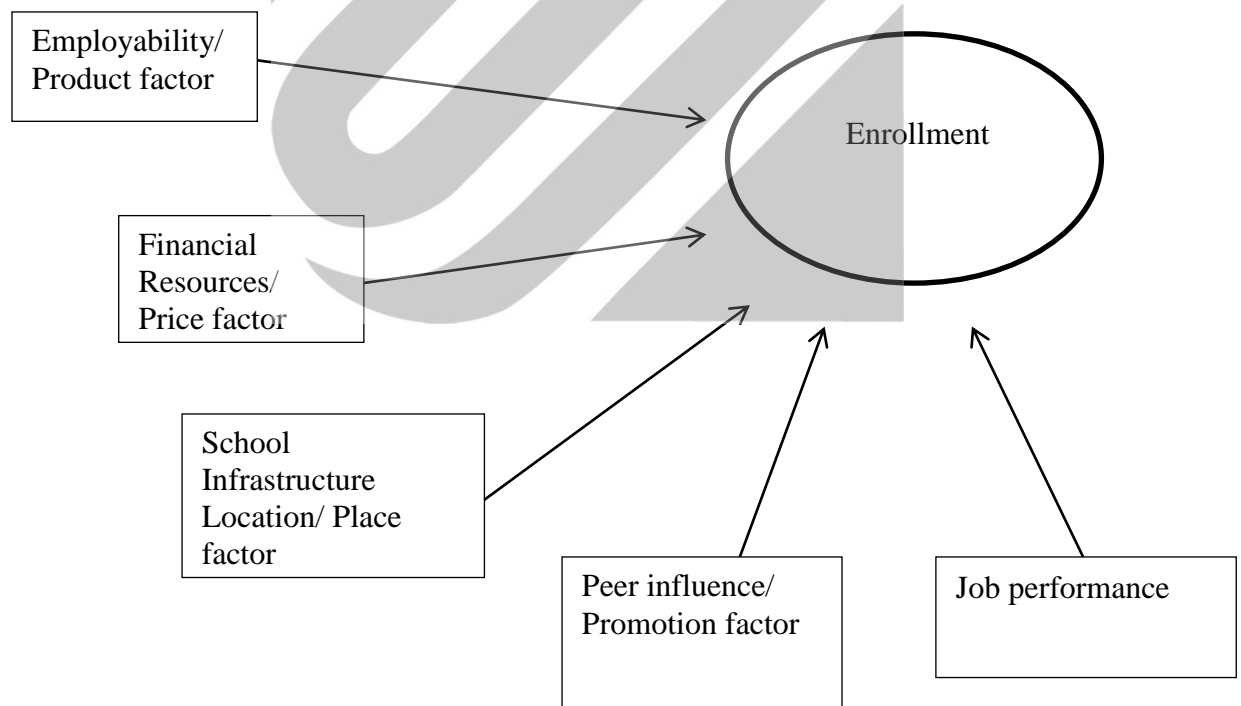 Employability/
Product factor
Enrollment
Financial
Resources/
Price factor
School
Infrastructure
Location/ Place
factor
Peer influence/
Promotion factor
Job performance